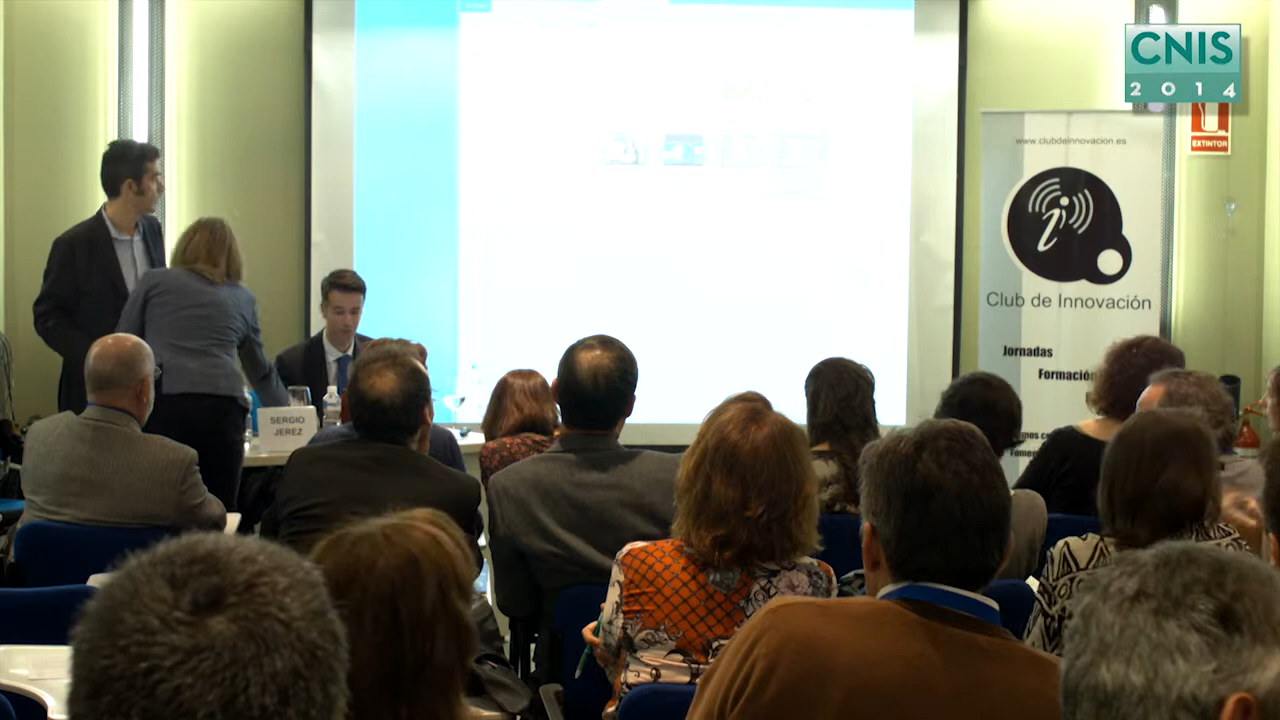 CNIS
2014
EXTINTOR
www.clubdeinnovacion.es
i
Club de Innovación
Jornadas
Formación
SERGIO
JEREZ